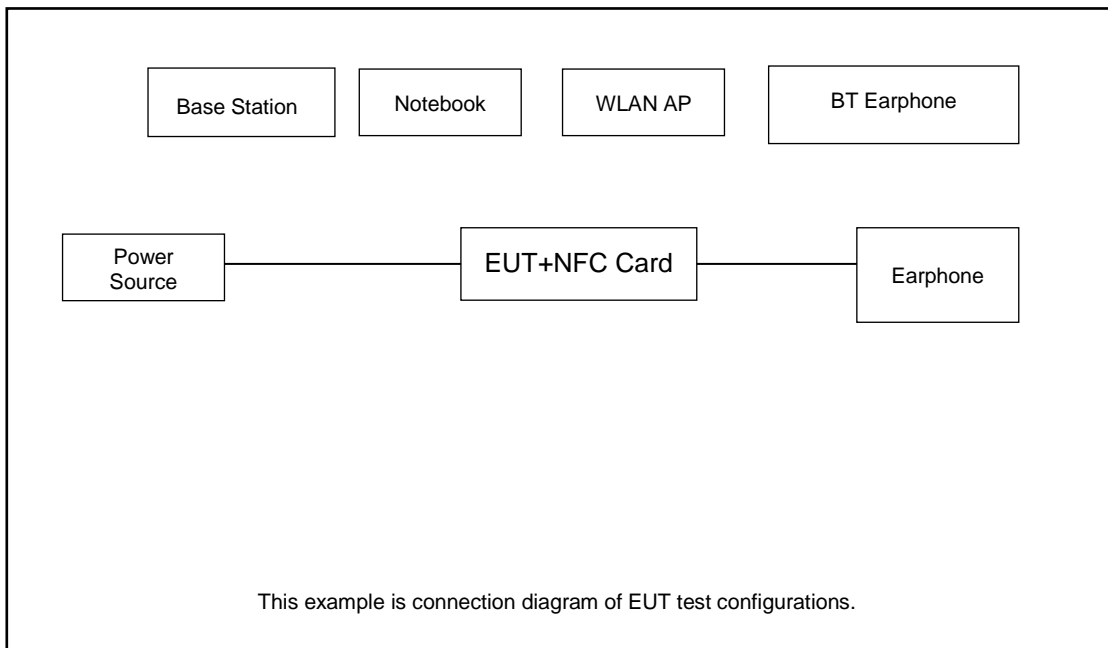 Base Station
Notebook
WLAN AP
BT Earphone
Power
Source
EUT+NFC Card
Earphone
This example is connection diagram of EUT test configurations.